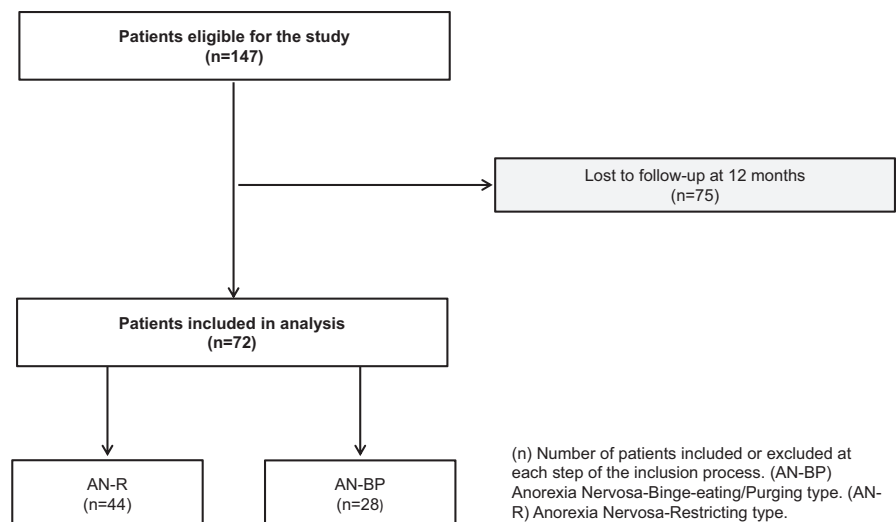 Patients eligible for the study
(n=147)
Lost to follow-up at 12 months
(n=75)
Patients included in analysis
(n=72)
AN-R
(n=44)
AN-BP
(n=28)
(n) Number of patients included or excluded at
each step of the inclusion process. (AN-BP)
Anorexia Nervosa-Binge-eating/Purging type. (AN-
R) Anorexia Nervosa-Restricting type.